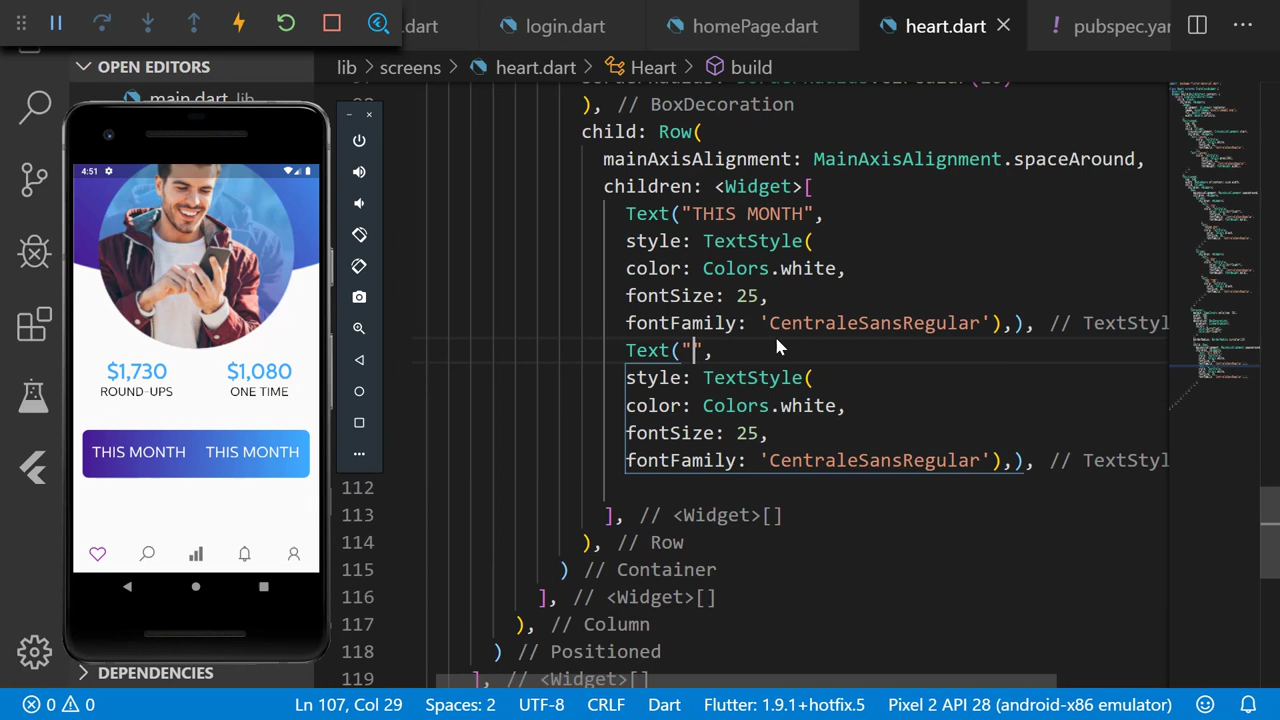 .dart
login.dart
homePage.dart
heart.dart
pubspec.yar
OPEN EDITORS
main.dart lib
lib
screens
heart.dart
Heart
build
), // BoxDecoration
child: Row(
mainAxisAlignment: MainAxisAlignment.spaceAround,
children: <Widget>[
Text("THIS MONTH",
style: TextStyle(
color: Colors.white,
fontSize: 25,
fontFamily: 'CentraleSansRegular'),), // TextStyl
Text("",
style: TextStyle(
color: Colors.white,
fontSize: 25,
fontFamily: 'CentraleSansRegular'),), // TextStyl
112
113 ], // <Widget>[]
114 ), // Row
115 ) // Container
116 ], // <Widget>[]
117 ), // Column
118 ) // Positioned
119 ], // <Widget>[]
4:51
$1,730
ROUND-UPS
$1,080
ONE TIME
THIS MONTH
THIS MONTH
DEPENDENCIES
0
0
Ln 107, Col 29
Spaces: 2
UTF-8
CRLF
Dart
Flutter: 1.9.1+hotfix.5
Pixel 2 API 28 (android-x86 emulator)